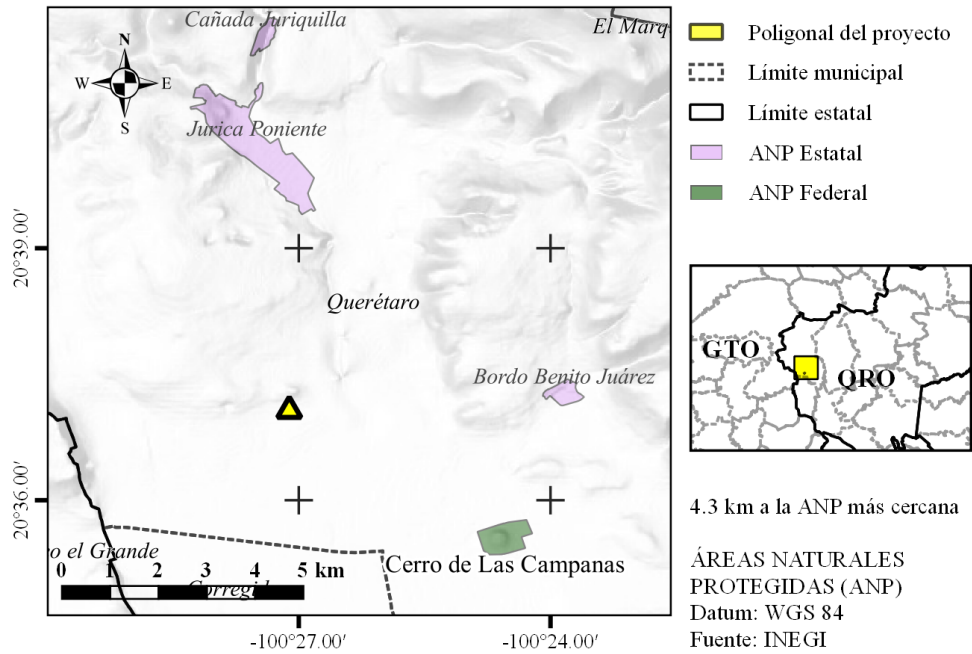 Cañada Juriquilla
El Marq
N
W
E
S
Jurica Poniente
20°39.00'
Querétaro
Bordo Benito Juárez
20°36.00'
ro el Grande
Cerro de Las Campanas
0 1 2 3 4 5 km
Corregid
-100°27.00'
-100°24.00'
Poligonal del proyecto
Límite municipal
Límite estatal
ANP Estatal
ANP Federal
GTO
QRO
4.3 km a la ANP más cercana
ÁREAS NATURALES
PROTEGIDAS (ANP)
Datum: WGS 84
Fuente: INEGI